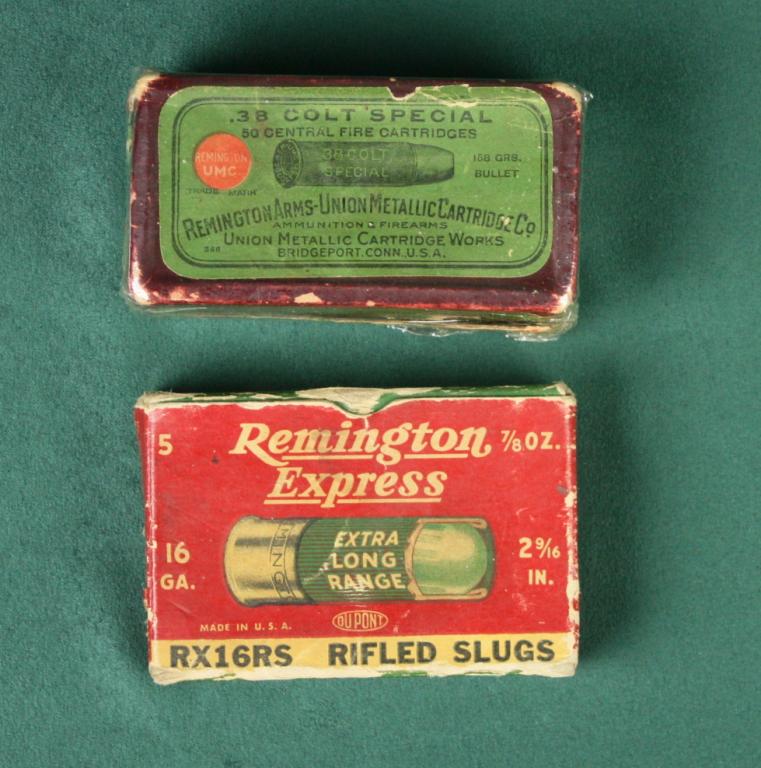 .38 COLT SPECIAL
50 CENTRAL FIRE CARTRIDGES
REMINGTON
UMC
TRADE MARK
38 COLT
SPECIAL
158 GRS.
BULLET
REMINGTON ARMS-UNION METALLIC CARTRIDGE CO
AMMUNITION & FIREARMS
UNION METALLIC CARTRIDGE WORKS
BRIDGEPORT, CONN., U.S.A.
5
Remington
Express
7/8 OZ.
16
GA.
EXTRA
LONG
RANGE
2 9/16
IN.
MADE IN U.S.A.
DU PONT
RX16RS RIFLED SLUGS